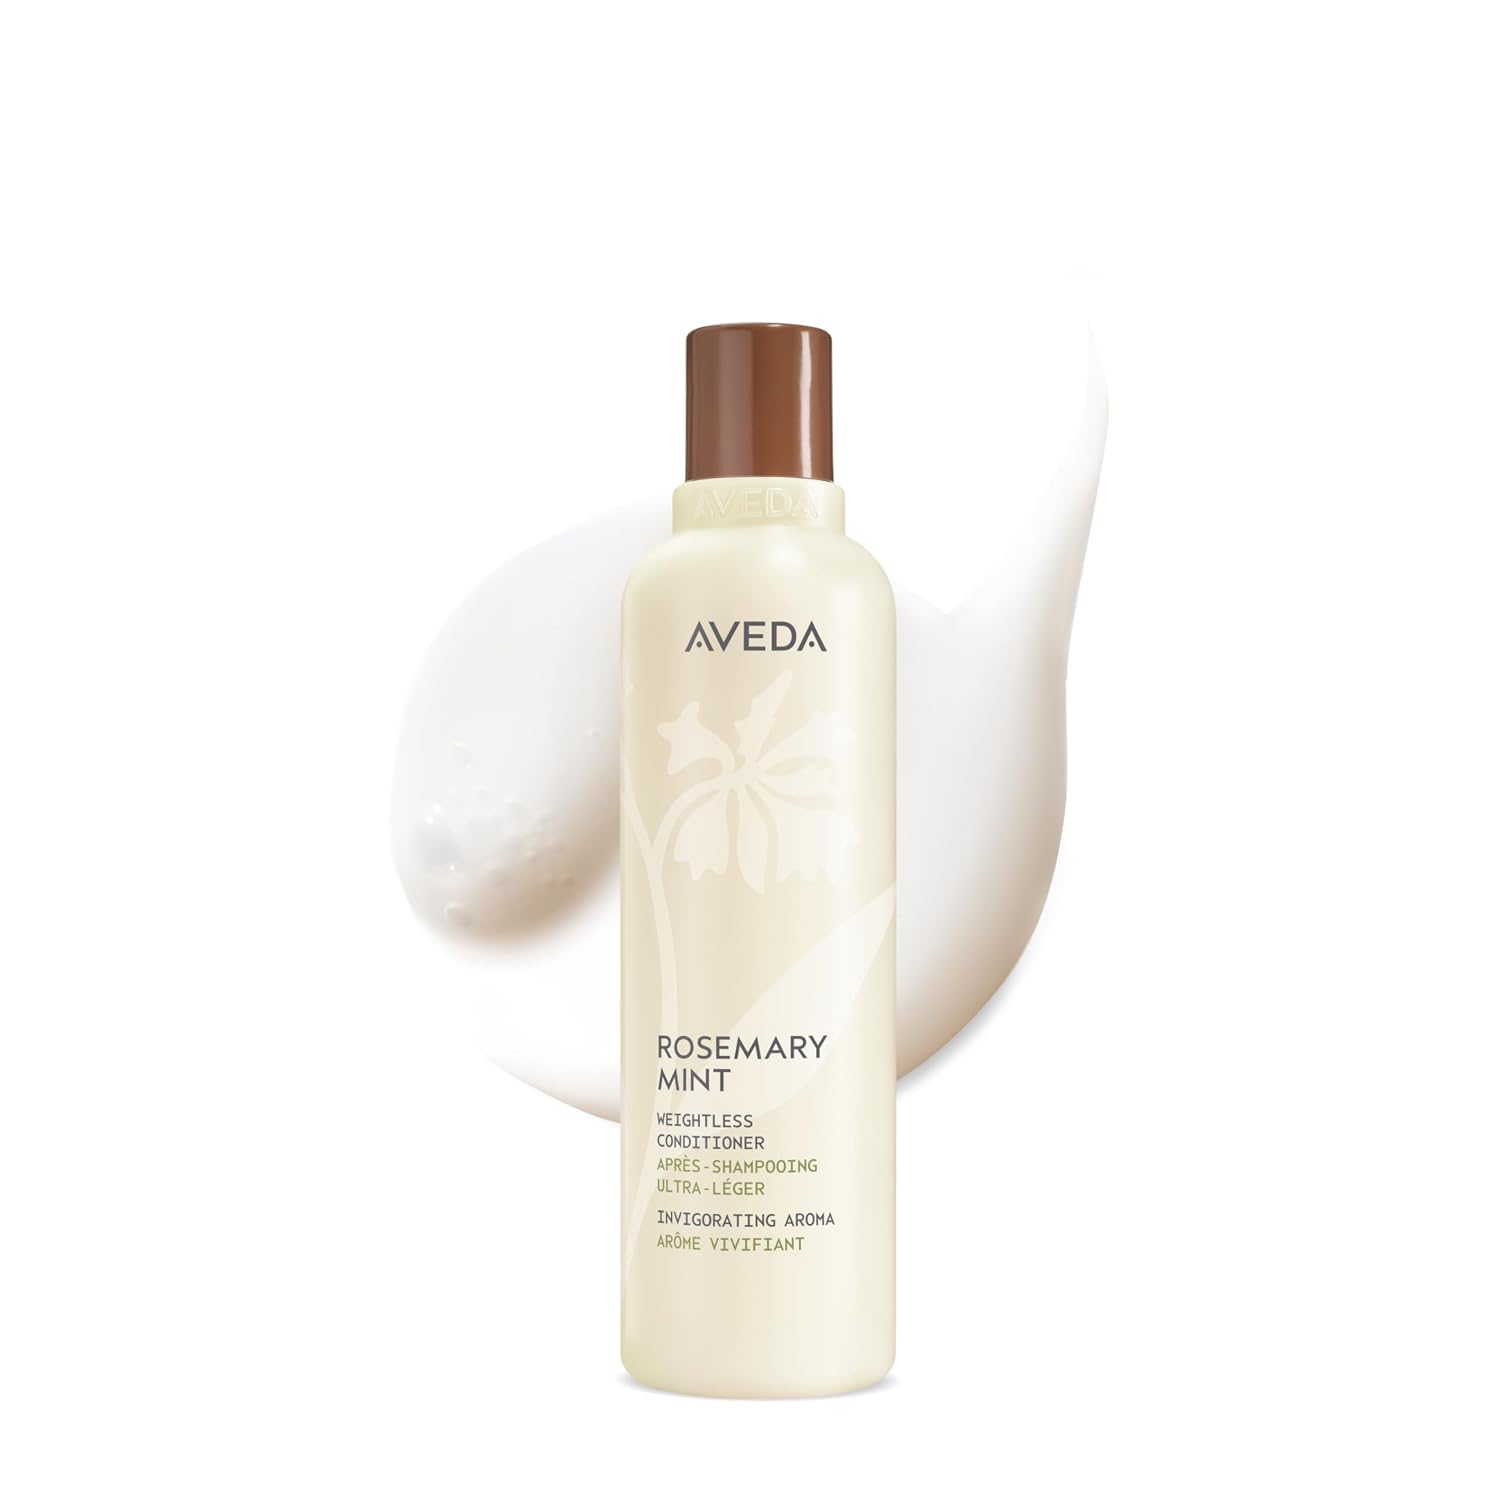 AVEDA
AVEDA
ROSEMARY
MINT
WEIGHTLESS
CONDITIONER
APRÈS-SHAMPOOING
ULTRA-LÉGER
INVIGORATING AROMA
ARÔME VIVIFIANT